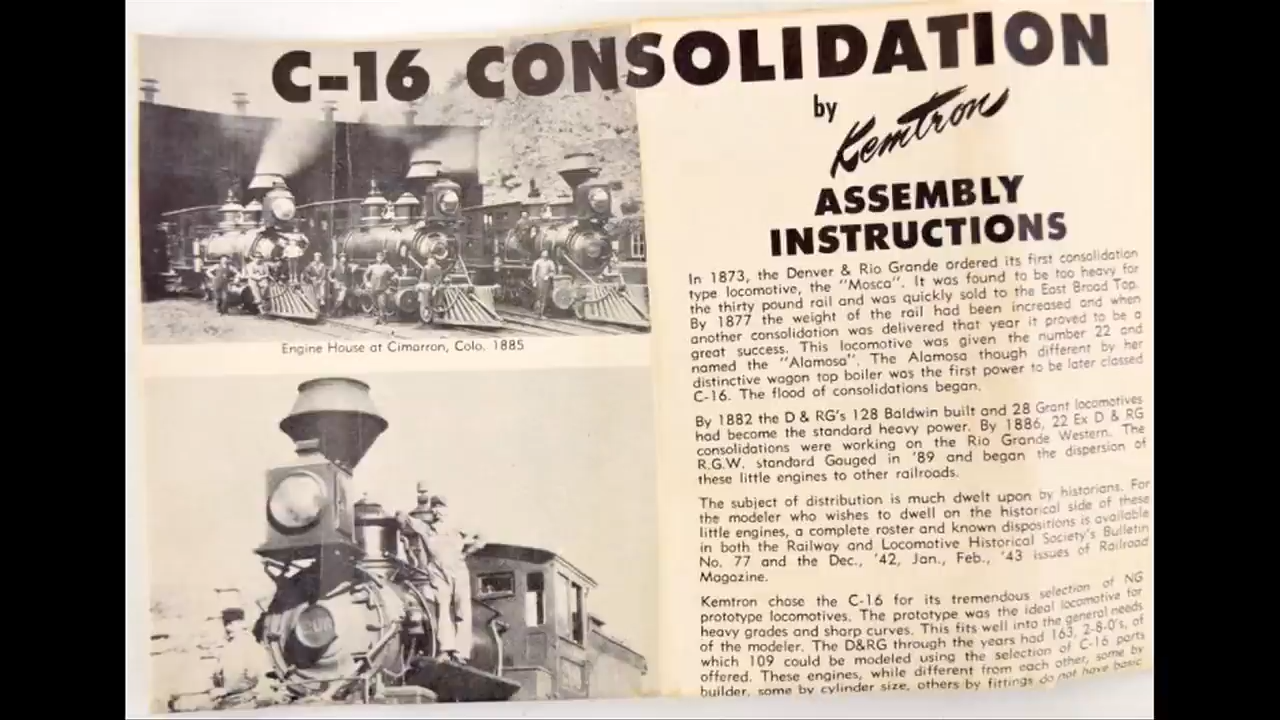 C-16 CONSOLIDATION
by Kemtron
ASSEMBLY
INSTRUCTIONS
Engine House at Cimarron, Colo. 1885
In 1873, the Denver & Rio Grande ordered its first consolidation
type locomotive, the "Mosca". It was found to be too heavy for
the thirty pound rail and was quickly sold to the East Broad Top.
By 1877 the weight of the rail had been increased and when
another consolidation was delivered that year it proved to be a
great success. This locomotive was given the number 22 and
named the "Alamosa". The Alamosa though different by her
distinctive wagon top boiler was the first power to be later classed
C-16. The flood of consolidations began.
By 1882 the D & RG's 128 Baldwin built and 28 Grant locomotives
had become the standard heavy power. By 1886, 22 Ex D & RG
consolidations were working on the Rio Grande Western. The
R.G.W. standard Gauged in '89 and began the dispersion of
these little engines to other railroads.
The subject of distribution is much dwelt upon by historians. For
the modeler who wishes to dwell on the historical side of these
little engines, a complete roster and known dispositions is available
in both the Railway and Locomotive Historical Society's Bulletin
No. 77 and the Dec., '42, Jan., Feb., '43 issues of Railroad
Magazine.
Kemtron chose the C-16 for its tremendous selection of NG
prototype locomotives. The prototype was the ideal locomotive for
heavy grades and sharp curves. This fits well into the general needs
of the modeler. The D&RG through the years had 163, 2-8-0's, of
which 109 could be modeled using the selection of C-16 parts
offered. These engines, while different from each other, some by
builder, some by cylinder size, others by fittings do not have basic